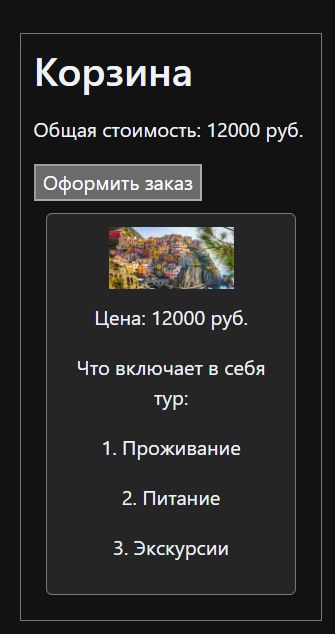 Корзина
Общая стоимость: 12000 руб.
Оформить заказ
Цена: 12000 руб.
Что включает в себя
тур:
1. Проживание
2. Питание
3. Экскурсии